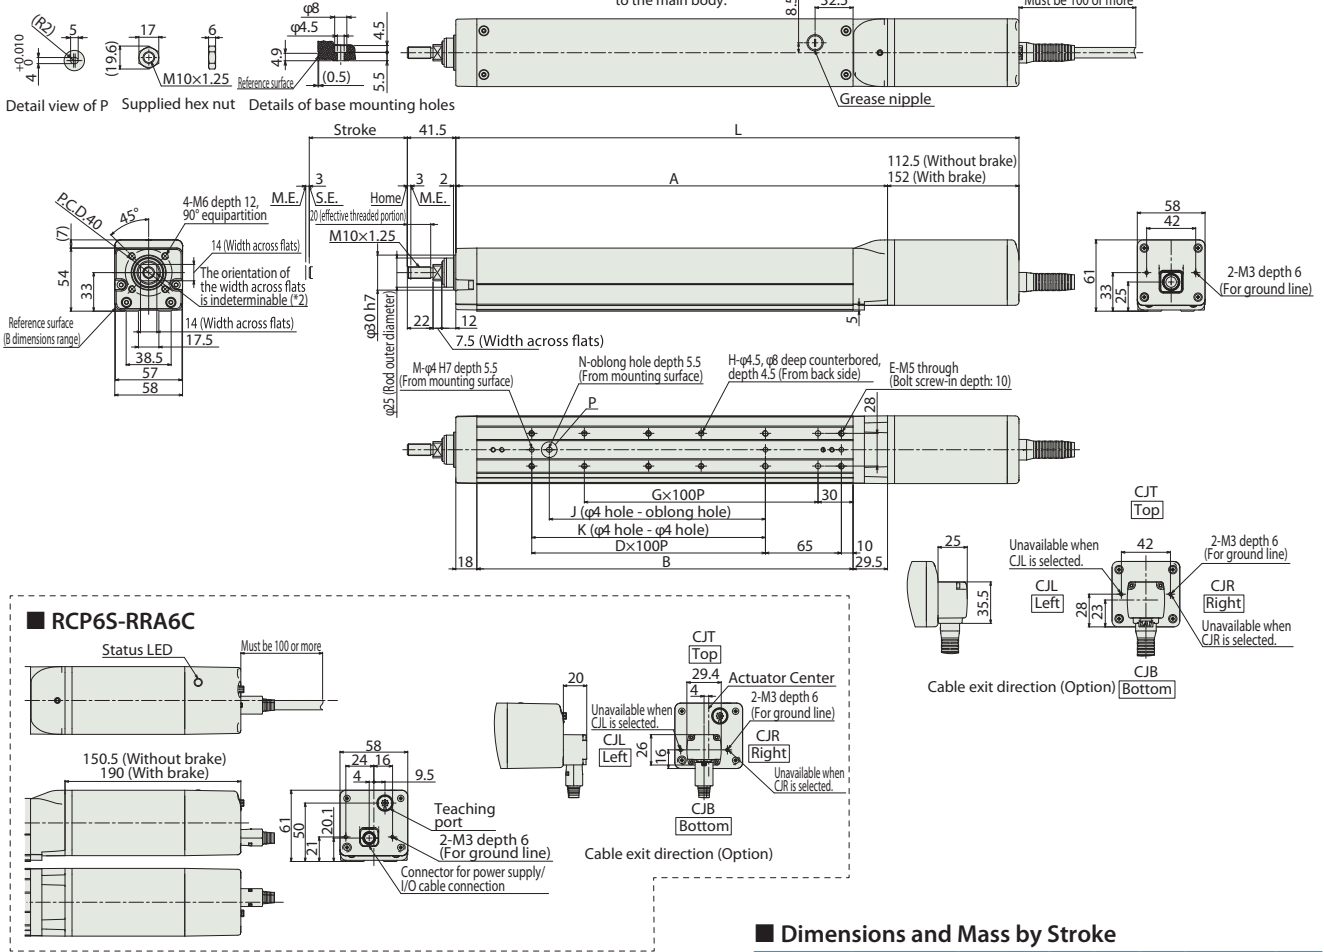 to the main body.
8.5
32.5
Must be 100 or more
(R2)
5
+0.010
0
4
17
(19.6)
6
M10×1.25
φ8
φ4.5
4.9
4.5
5.5
Reference surface
(0.5)
Grease nipple
Detail view of P
Supplied hex nut
Details of base mounting holes
Stroke
41.5
L
112.5 (Without brake)
152 (With brake)
3
3
2
A
M.E.
S.E.
Home
M.E.
20 (effective threaded portion)
M10×1.25
P.C.D.40
45°
4-M6 depth 12,
90° equipartition
14 (Width across flats)
The orientation of
the width across flats
is indeterminable (*2)
(7)
54
33
Reference surface
(B dimensions range)
14 (Width across flats)
17.5
38.5
57
58
φ30 h7
φ25 (Rod outer diameter)
22
12
7.5 (Width across flats)
5
58
42
61
33
25
2-M3 depth 6
(For ground line)
M-φ4 H7 depth 5.5
(From mounting surface)
N-oblong hole depth 5.5
(From mounting surface)
H-φ4.5, φ8 deep counterbored,
depth 4.5 (From back side)
E-M5 through
(Bolt screw-in depth: 10)
P
28
G×100P
30
J (φ4 hole - oblong hole)
K (φ4 hole - φ4 hole)
D×100P
65
10
18
B
29.5
CJT
Top
25
35.5
Unavailable when
CJL is selected.
42
2-M3 depth 6
(For ground line)
CJL
Left
28
23
CJR
Right
Unavailable when
CJR is selected.
CJB
Bottom
Cable exit direction (Option)
■ RCP6S-RRA6C
Status LED
Must be 100 or more
150.5 (Without brake)
190 (With brake)
58
24
16
4
9.5
61
50
21
20.1
Teaching
port
2-M3 depth 6
(For ground line)
Connector for power supply/
I/O cable connection
20
CJT
Top
29.4
4
Actuator Center
2-M3 depth 6
(For ground line)
Unavailable when
CJL is selected.
CJL
Left
26
16
CJR
Right
Unavailable when
CJR is selected.
CJB
Bottom
Cable exit direction (Option)
■ Dimensions and Mass by Stroke